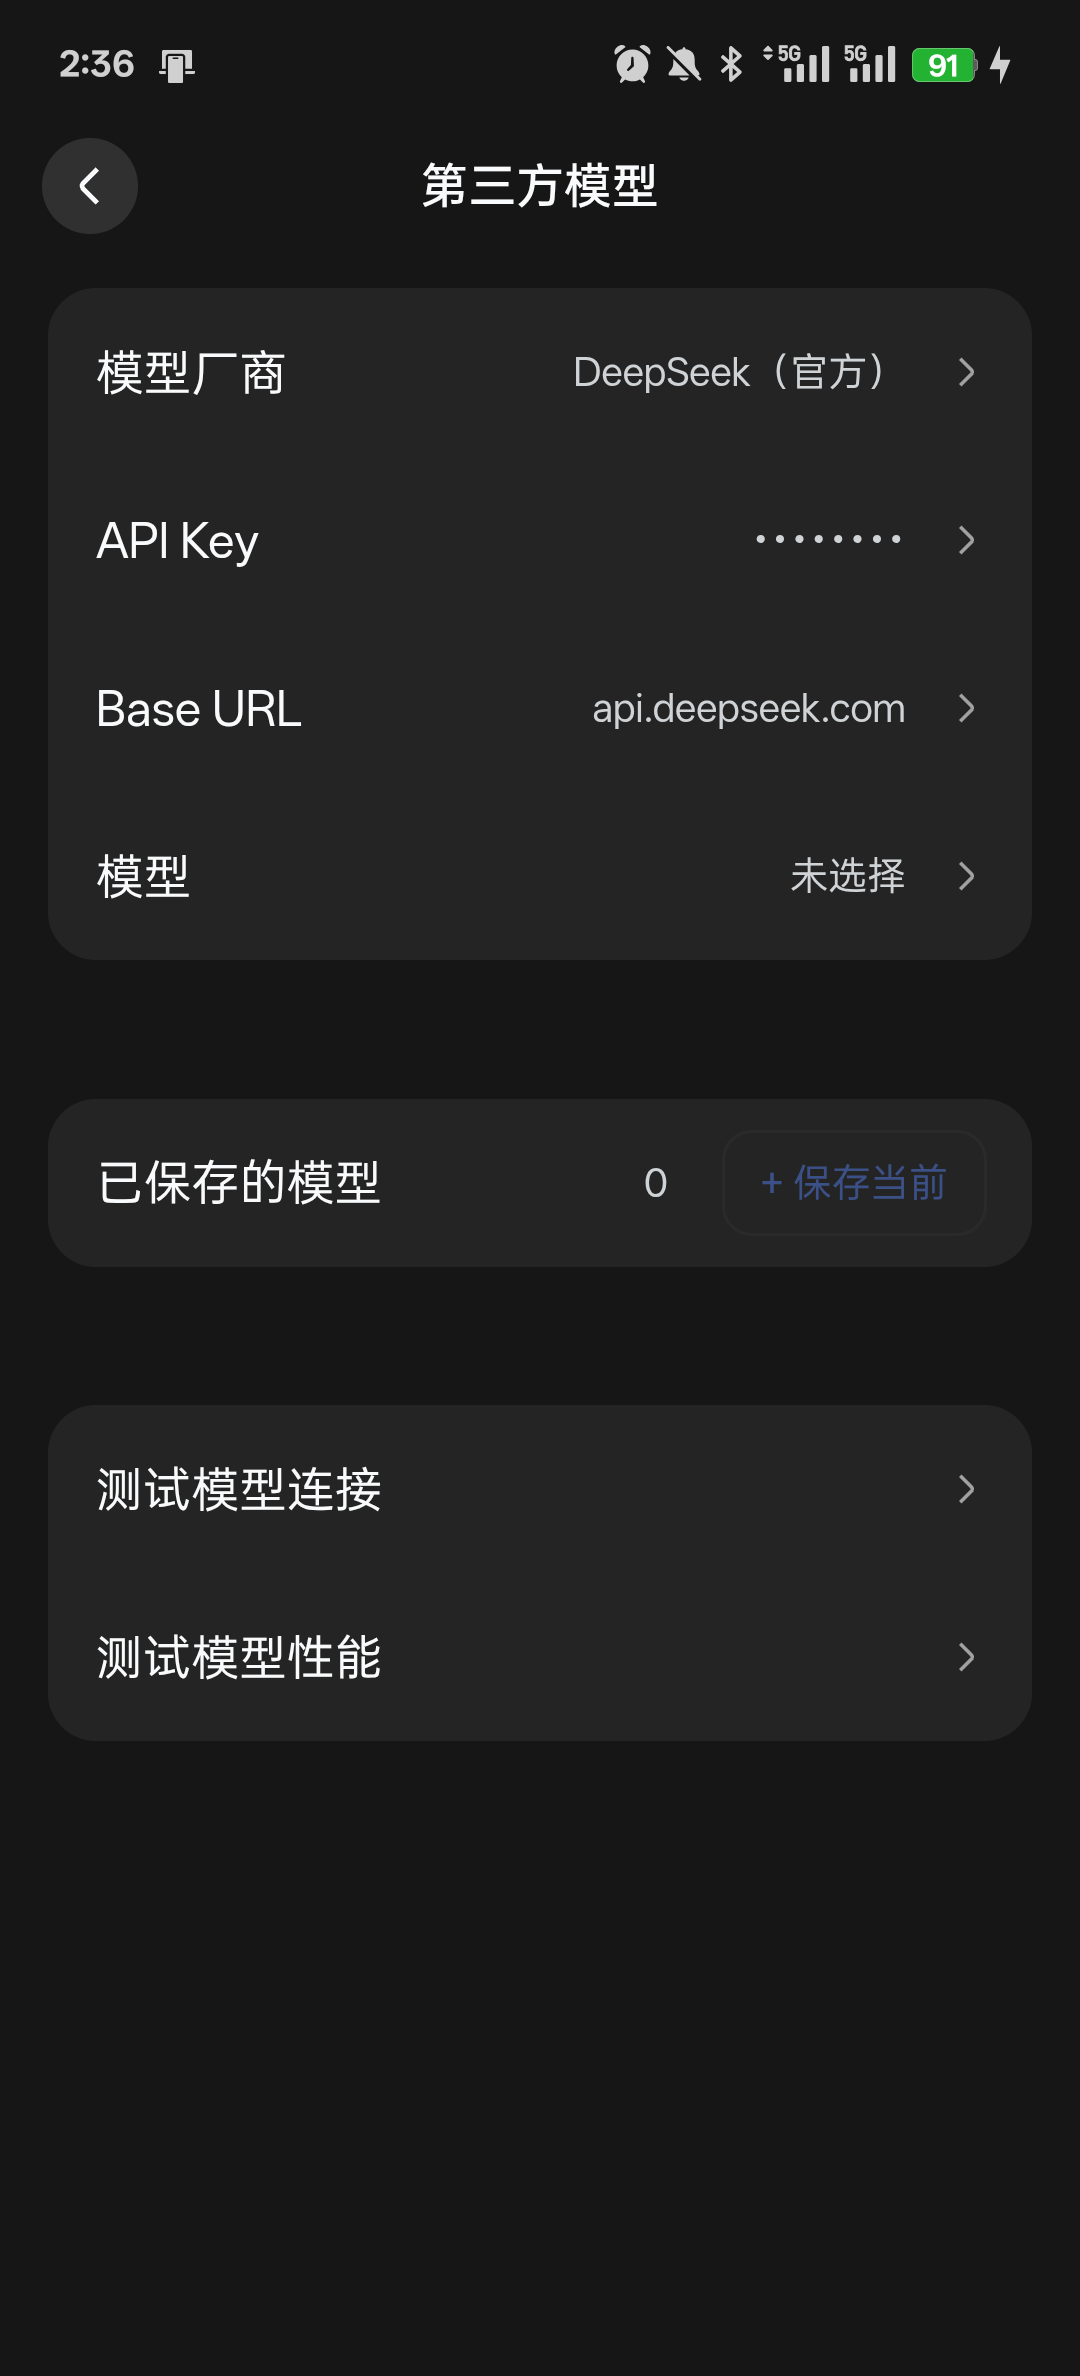 2:36
5G 5G 91
第三方模型
模型厂商 DeepSeek（官方）
API Key ••••••••
Base URL api.deepseek.com
模型 未选择
已保存的模型 0 + 保存当前
测试模型连接
测试模型性能